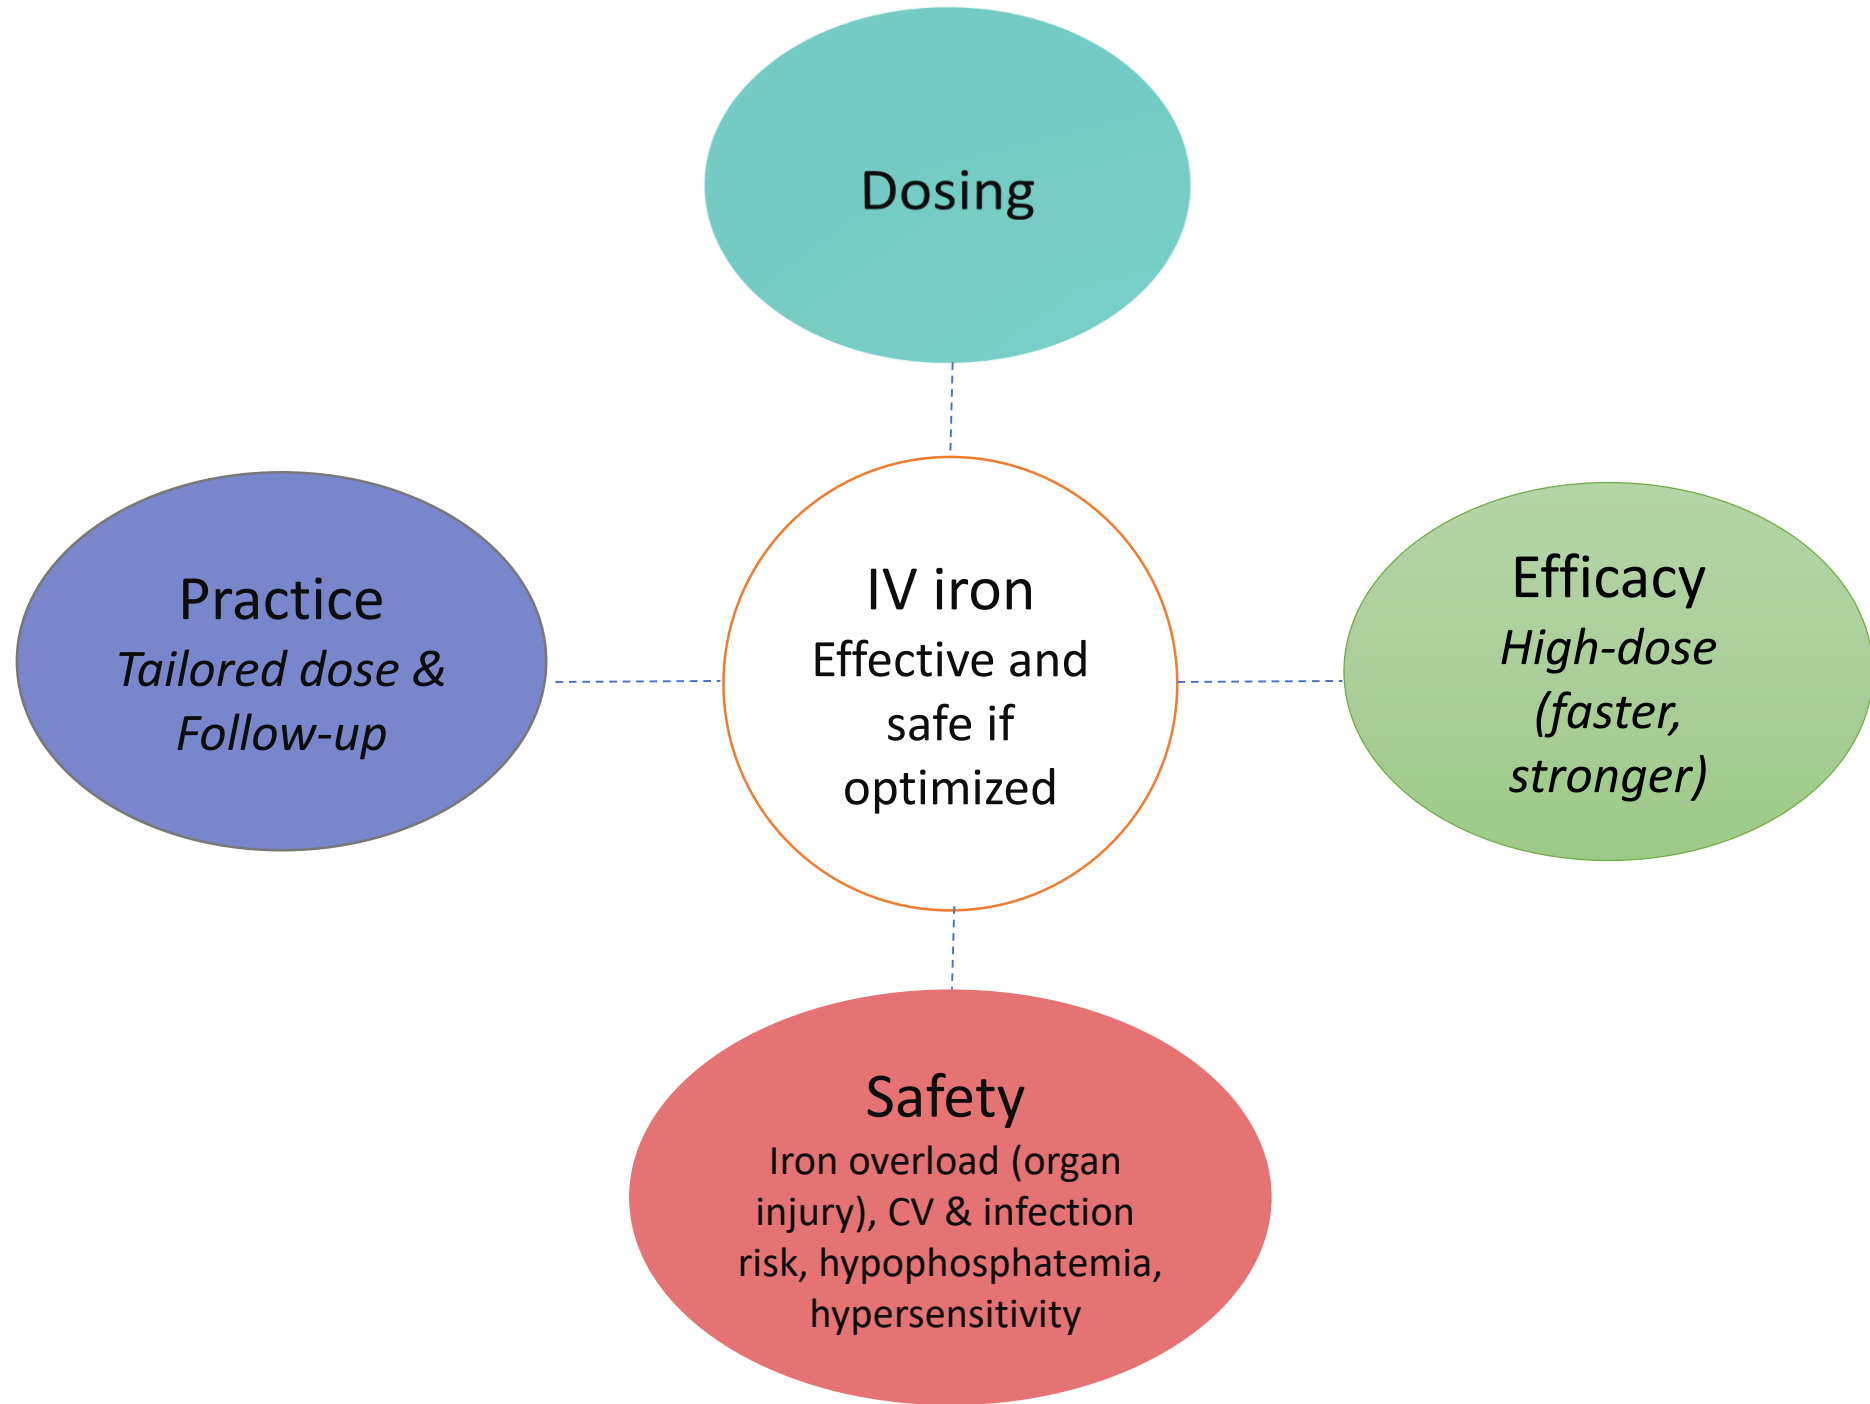 Dosing
Practice
Tailored dose &
Follow-up
IV iron
Effective and
safe if
optimized
Efficacy
High-dose
(faster,
stronger)
Safety
Iron overload (organ
injury), CV & infection
risk, hypophosphatemia,
hypersensitivity